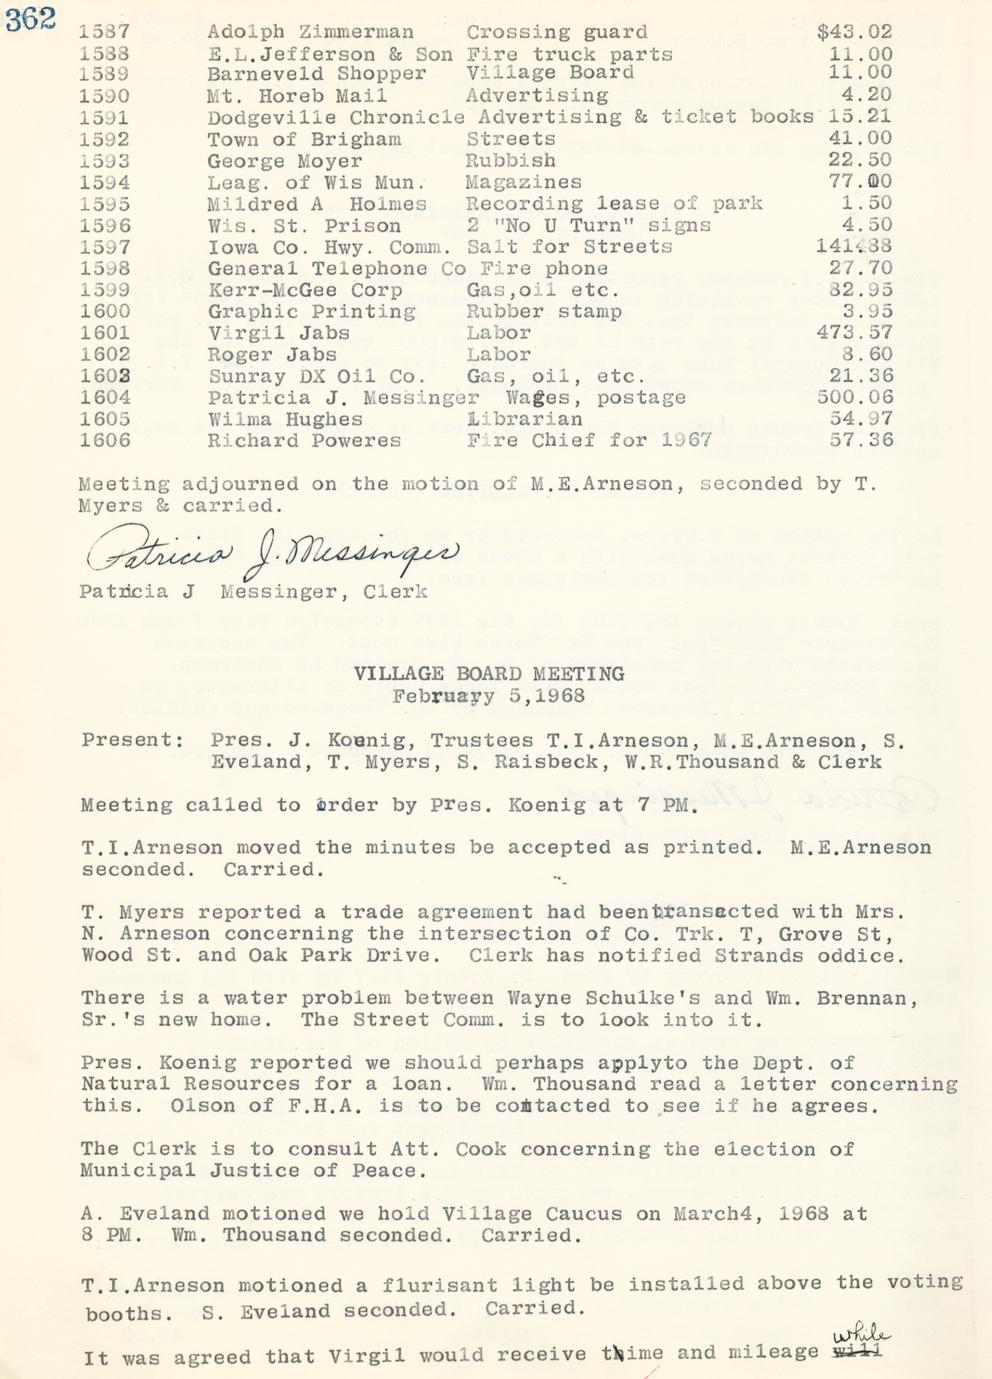 362
1587 Adolph Zimmerman Crossing guard $43.02
1588 E.L.Jefferson & Son Fire truck parts 11.00
1589 Barneveld Shopper Village Board 11.00
1590 Mt. Horeb Mail Advertising 4.20
1591 Dodgeville Chronicle Advertising & ticket books 15.21
1592 Town of Brigham Streets 41.00
1593 George Moyer Rubbish 22.50
1594 Leag. of Wis Mun. Magazines 77.00
1595 Mildred A Holmes Recording lease of park 1.50
1596 Wis. St. Prison 2 "No U Turn" signs 4.50
1597 Iowa Co. Hwy. Comm. Salt for Streets 141.88
1598 General Telephone Co Fire phone 27.70
1599 Kerr-McGee Corp Gas,oil etc. 82.95
1600 Graphic Printing Rubber stamp 3.95
1601 Virgil Jabs Labor 473.57
1602 Roger Jabs Labor 8.60
1603 Sunray DX Oil Co. Gas, oil, etc. 21.36
1604 Patricia J. Messinger Wages, postage 500.06
1605 Wilma Hughes Librarian 54.97
1606 Richard Poweres Fire Chief for 1967 57.36
Meeting adjourned on the motion of M.E.Arneson, seconded by T.
Myers & carried.
Patricia J. Messinger
Patricia J Messinger, Clerk
VILLAGE BOARD MEETING
February 5,1968
Present: Pres. J. Koenig, Trustees T.I.Arneson, M.E.Arneson, S.
Eveland, T. Myers, S. Raisbeck, W.R.Thousand & Clerk
Meeting called to order by Pres. Koenig at 7 PM.
T.I.Arneson moved the minutes be accepted as printed. M.E.Arneson
seconded. Carried.
T. Myers reported a trade agreement had beentransacted with Mrs.
N. Arneson concerning the intersection of Co. Trk. T, Grove St,
Wood St. and Oak Park Drive. Clerk has notified Strands oddice.
There is a water problem between Wayne Schulke's and Wm. Brennan,
Sr.'s new home. The Street Comm. is to look into it.
Pres. Koenig reported we should perhaps applyto the Dept. of
Natural Resources for a loan. Wm. Thousand read a letter concerning
this. Olson of F.H.A. is to be contacted to see if he agrees.
The Clerk is to consult Att. Cook concerning the election of
Municipal Justice of Peace.
A. Eveland motioned we hold Village Caucus on March4, 1968 at
8 PM. Wm. Thousand seconded. Carried.
T.I.Arneson motioned a flurisant light be installed above the voting
booths. S. Eveland seconded. Carried.
while
It was agreed that Virgil would receive thime and mileage will